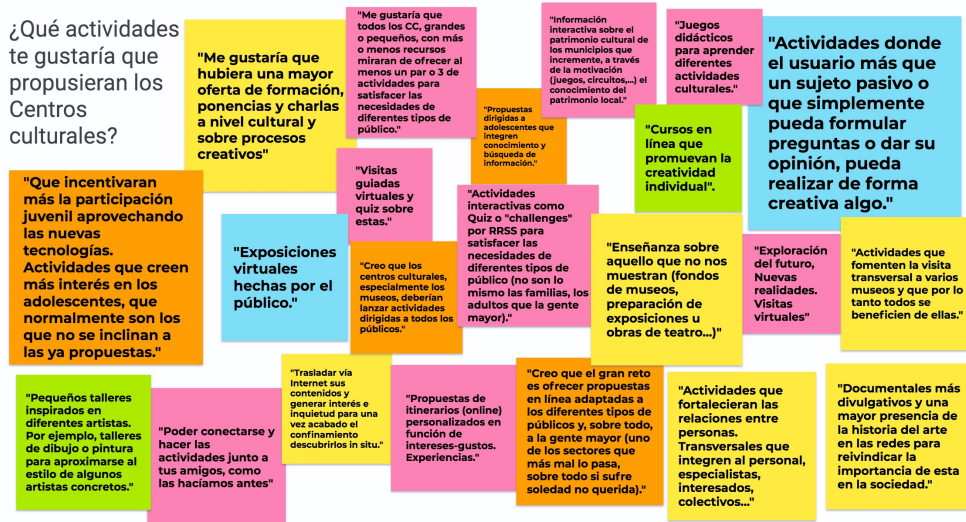 ¿Qué actividades
te gustaría que
propusieran los
Centros
culturales?
"Me gustaría que
hubiera una mayor
oferta de formación,
ponencias y charlas
a nivel cultural y
sobre procesos
creativos"
"Me gustaría que
todos los CC, grandes
o pequeños, con más
o menos recursos
miraran de ofrecer al
menos un par o 3 de
actividades para
satisfacer las
necesidades de
diferentes tipos de
público."
"Propuestas
dirigidas a
adolescentes que
integren
conocimiento y
búsqueda de
información."
"Información
interactiva sobre el
patrimonio cultural de
los municipios que
incremente, a través
de la motivación
(juegos, circuitos,...) el
conocimiento del
patrimonio local."
"Juegos
didácticos
para aprender
diferentes
actividades
culturales."
"Cursos en
línea que
promuevan la
creatividad
individual".
"Actividades donde
el usuario más que
un sujeto pasivo o
que simplemente
pueda formular
preguntas o dar su
opinión, pueda
realizar de forma
creativa algo."
"Que incentivaran
más la participación
juvenil aprovechando
las nuevas
tecnologías.
Actividades que creen
más interés en los
adolescentes, que
normalmente son los
que no se inclinan a
las ya propuestas."
"Exposiciones
virtuales
hechas por el
público."
"Visitas
guiadas
virtuales y
quiz sobre
estas."
"Creo que los
centros culturales,
especialmente los
museos, deberían
lanzar actividades
dirigidas a todos los
públicos."
"Actividades
interactivas como
Quiz o "challenges"
por RRSS para
satisfacer las
necesidades de
diferentes tipos de
público (no son lo
mismo las familias, los
adultos que la gente
mayor)."
"Enseñanza sobre
aquello que no nos
muestran (fondos
de museos,
preparación de
exposiciones u
obras de teatro...)"
"Exploración
del futuro,
Nuevas
realidades.
Visitas
virtuales"
"Actividades que
fomenten la visita
transversal a varios
museos y que por lo
tanto todos se
beneficien de ellas."
"Pequeños talleres
inspirados en
diferentes artistas.
Por ejemplo, talleres
de dibujo o pintura
para aproximarse al
estilo de algunos
artistas concretos."
"Poder conectarse y
hacer las
actividades junto a
tus amigos, como
las hacíamos antes"
"Trasladar vía
Internet sus
contenidos y
generar interés e
inquietud para una
vez acabado el
confinamiento
descubrirlos in situ."
"Propuestas de
itinerarios (online)
personalizados en
función de
intereses-gustos.
Experiencias."
"Creo que el gran reto
es ofrecer propuestas
en línea adaptadas a
los diferentes tipos de
públicos y, sobre todo,
a la gente mayor (uno
de los sectores que
más mal lo pasa,
sobre todo si sufre
soledad no querida)."
"Actividades que
fortalecieran las
relaciones entre
personas.
Transversales que
integren al personal,
especialistas,
interesados,
colectivos..."
"Documentales más
divulgativos y una
mayor presencia de
la historia del arte
en las redes para
reivindicar la
importancia de esta
en la sociedad."